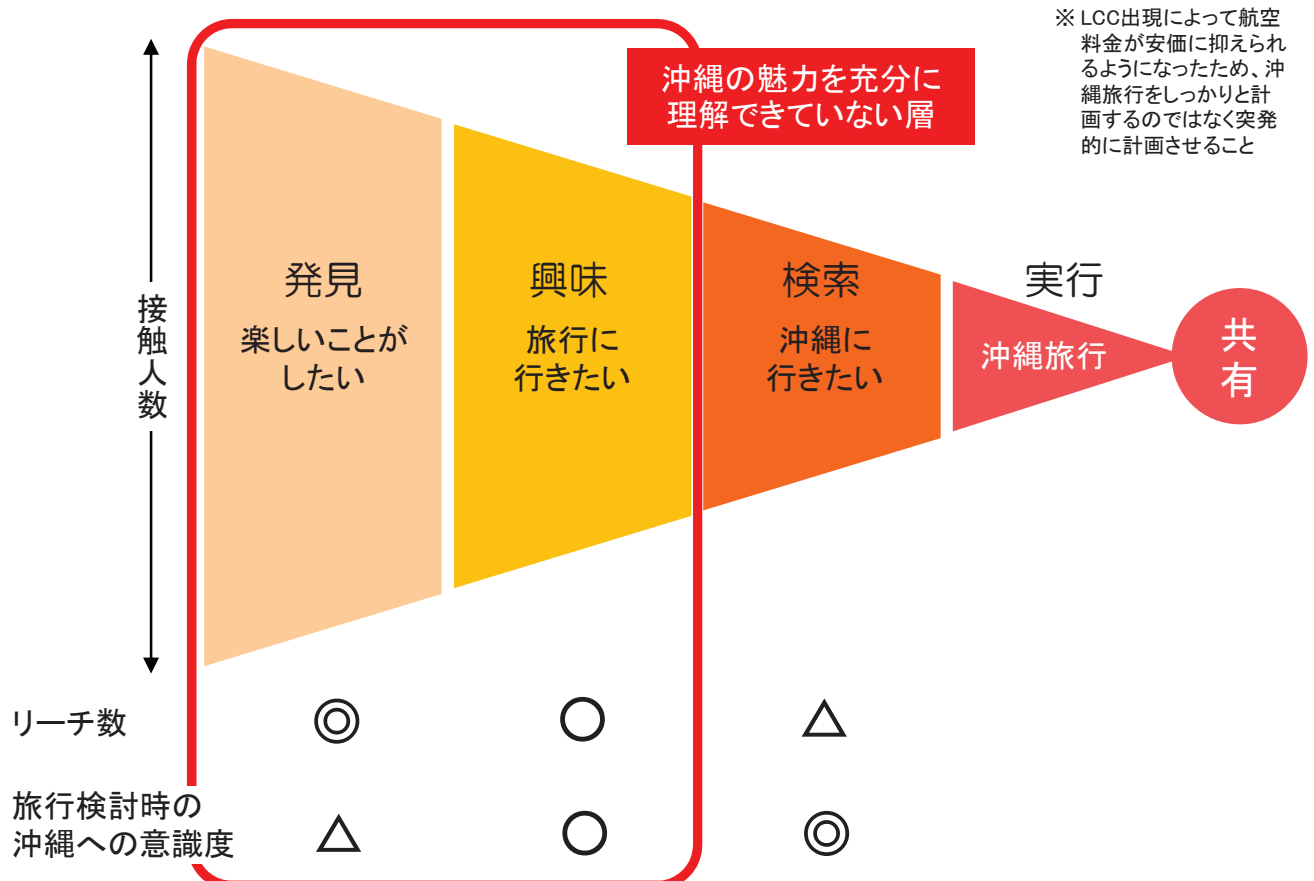 ※ LCC出現によって航空
料金が安価に抑えられ
るようになったため、沖
縄旅行をしっかりと計
画するのではなく突発
的に計画させること
沖縄の魅力を充分に
理解できていない層
接触人数
発見
楽しいことが
したい
興味
旅行に
行きたい
検索
沖縄に
行きたい
実行
沖縄旅行
共有
リーチ数
◎
○
△
旅行検討時の
沖縄への意識度
△
○
◎